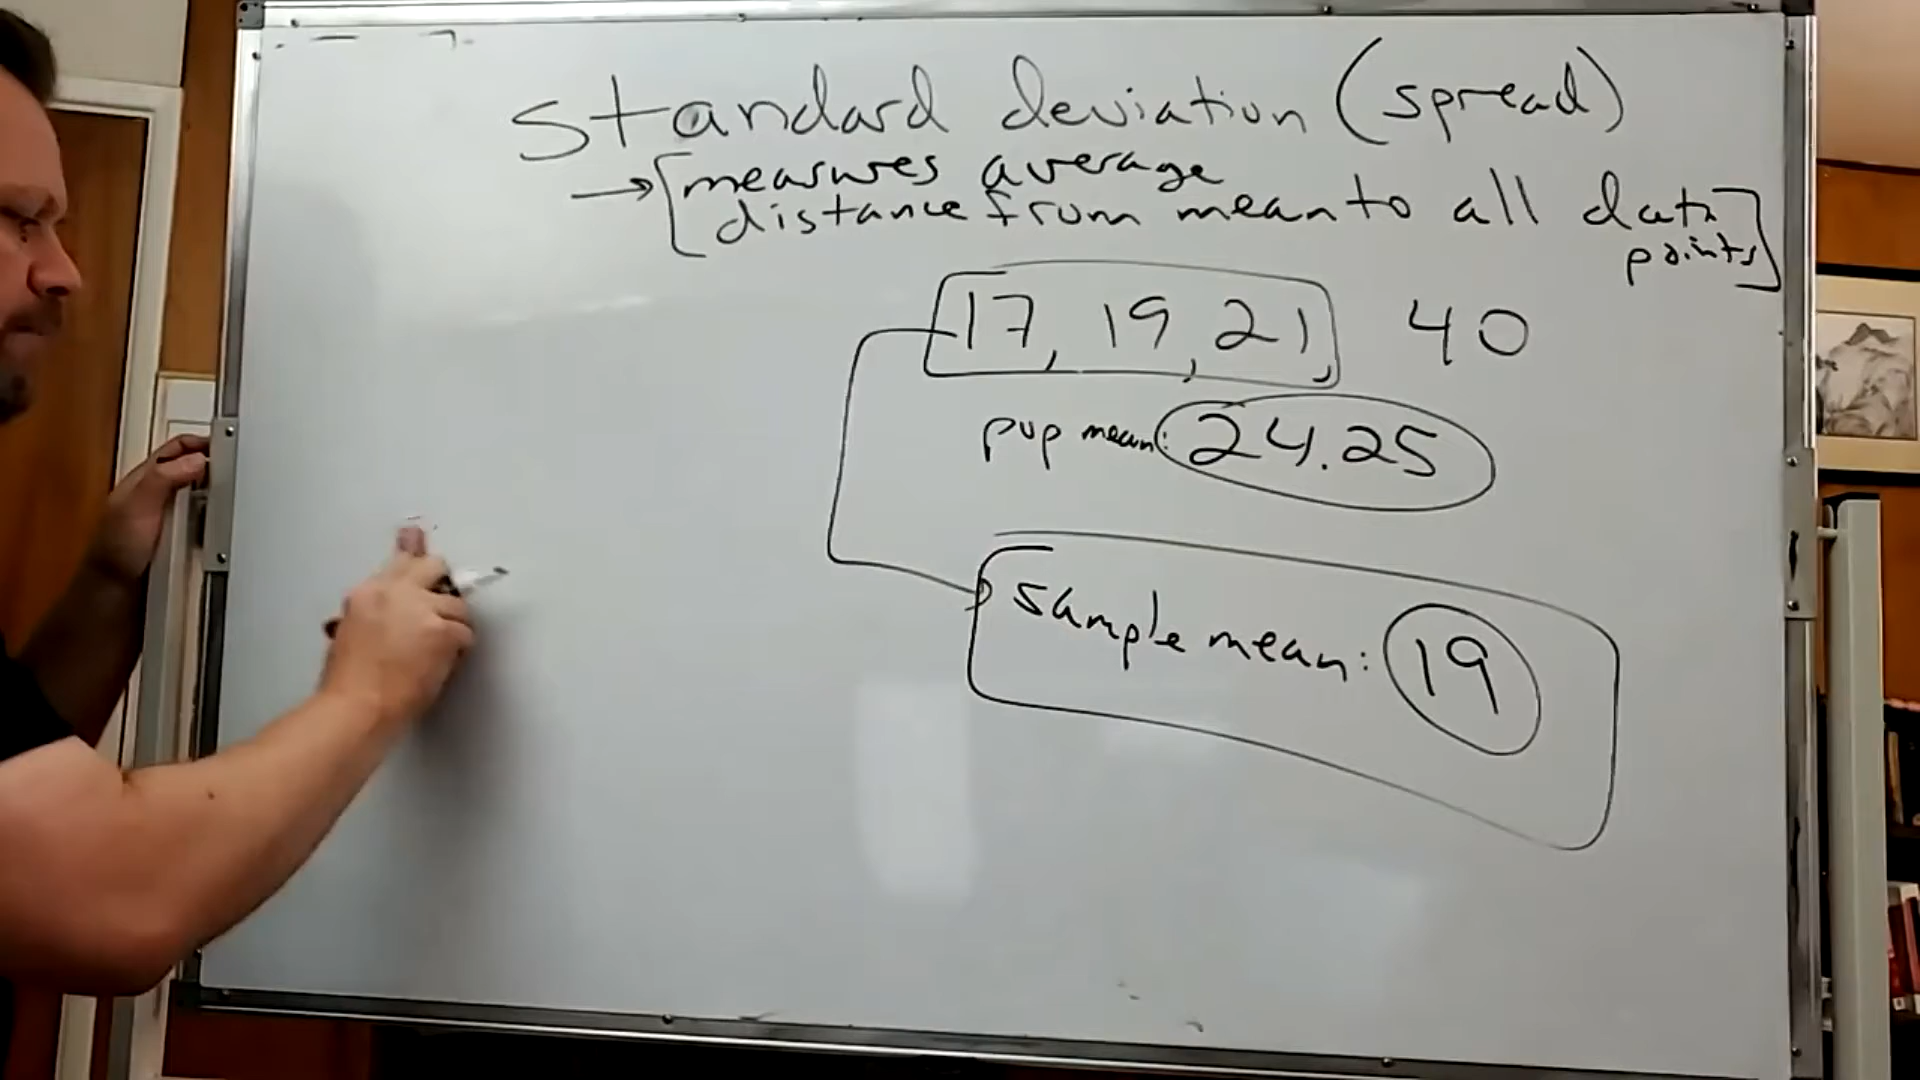 standard deviation (spread)
→ [measures average
distance from mean to all data
points]
17, 19, 21, 40
pop mean: 24.25
sample mean: 19